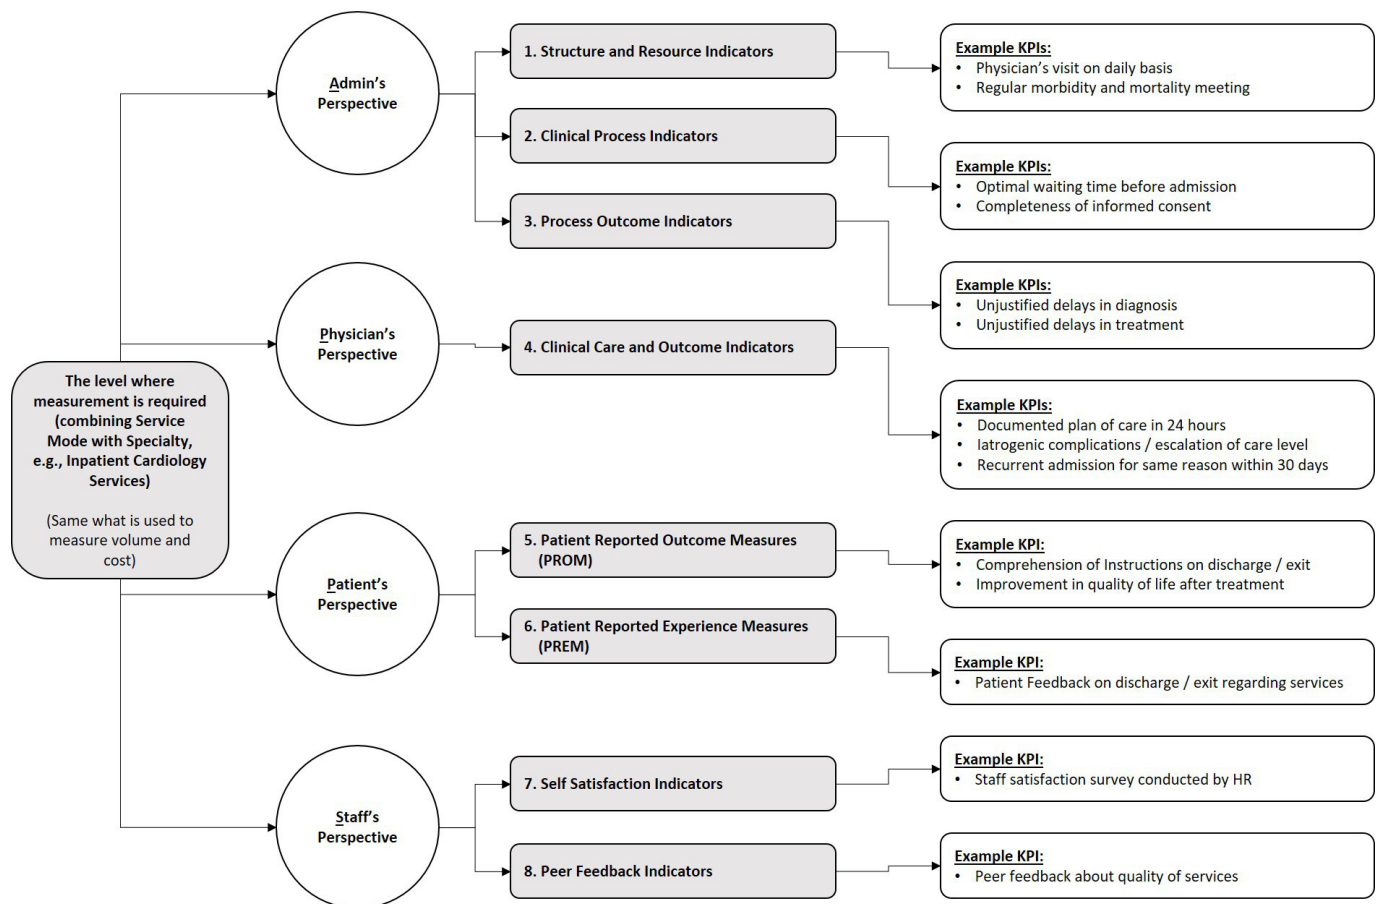 Admin's
Perspective
1. Structure and Resource Indicators
Example KPIs:
• Physician's visit on daily basis
• Regular morbidity and mortality meeting
2. Clinical Process Indicators
Example KPIs:
• Optimal waiting time before admission
• Completeness of informed consent
3. Process Outcome Indicators
Example KPIs:
• Unjustified delays in diagnosis
• Unjustified delays in treatment
Physician's
Perspective
4. Clinical Care and Outcome Indicators
Example KPIs:
• Documented plan of care in 24 hours
• Iatrogenic complications / escalation of care level
• Recurrent admission for same reason within 30 days
The level where
measurement is required
(combining Service
Mode with Specialty,
e.g., Inpatient Cardiology
Services)
(Same what is used to
measure volume and
cost)
Patient's
Perspective
5. Patient Reported Outcome Measures
(PROM)
Example KPI:
• Comprehension of Instructions on discharge / exit
• Improvement in quality of life after treatment
6. Patient Reported Experience Measures
(PREM)
Example KPI:
• Patient Feedback on discharge / exit regarding services
Staff's
Perspective
7. Self Satisfaction Indicators
Example KPI:
• Staff satisfaction survey conducted by HR
8. Peer Feedback Indicators
Example KPI:
• Peer feedback about quality of services